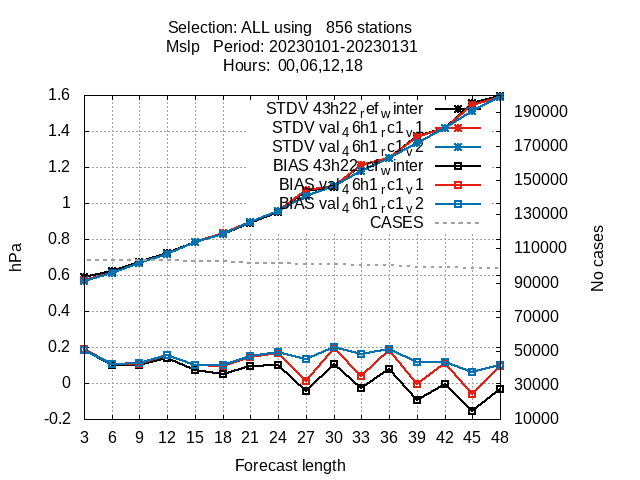 Selection: ALL using   856 stations
Mslp   Period: 20230101-20230131
Hours:  00,06,12,18
STDV 43h22_ref_winter
STDV val_46h1_rc1_v1
STDV val_46h1_rc1_v2
BIAS 43h22_ref_winter
BIAS val_46h1_rc1_v1
BIAS val_46h1_rc1_v2
CASES
1.6
1.4
1.2
1
0.8
0.6
0.4
0.2
0
-0.2
hPa
190000
170000
150000
130000
110000
90000
70000
50000
30000
10000
No cases
3 6 9 12 15 18 21 24 27 30 33 36 39 42 45 48
Forecast length